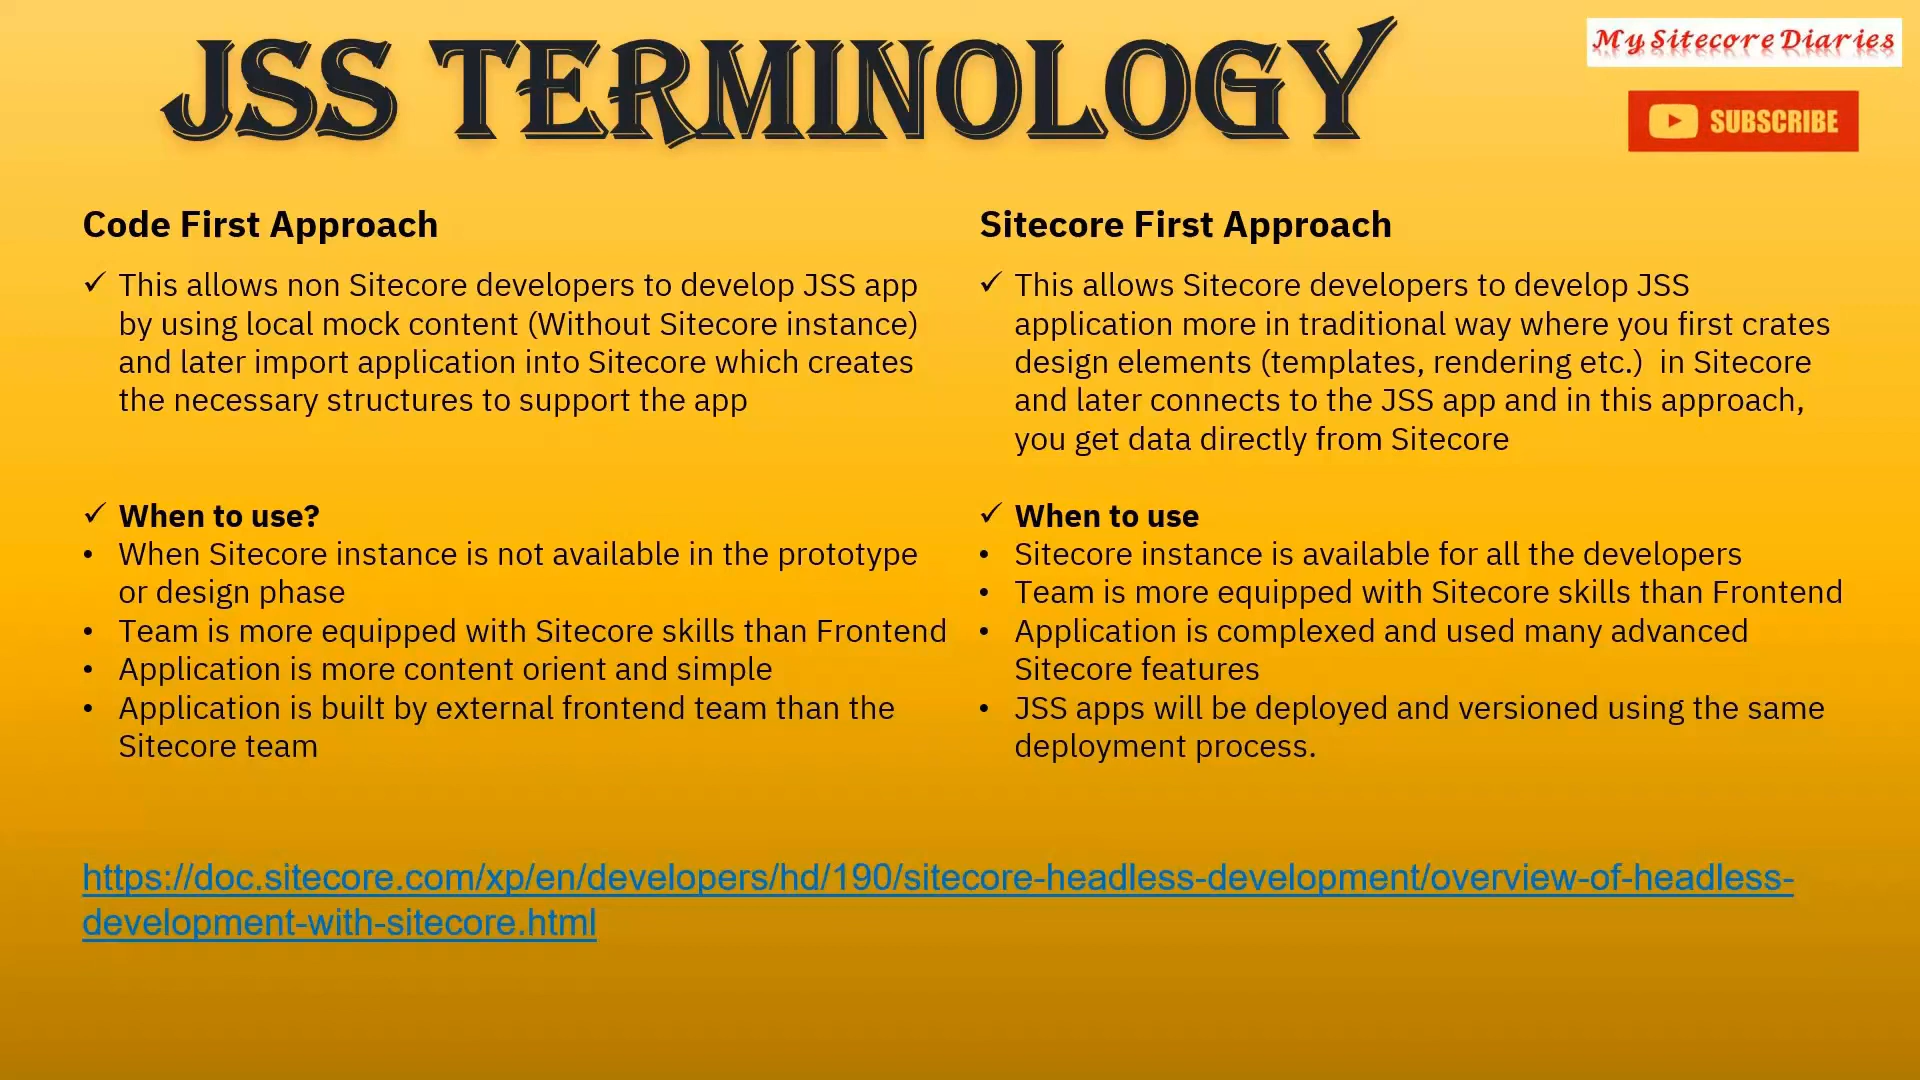 JSS TERMINOLOGY
My Sitecore Diaries
SUBSCRIBE
Code First Approach
✓ This allows non Sitecore developers to develop JSS app
by using local mock content (Without Sitecore instance)
and later import application into Sitecore which creates
the necessary structures to support the app
✓ When to use?
• When Sitecore instance is not available in the prototype
or design phase
• Team is more equipped with Sitecore skills than Frontend
• Application is more content orient and simple
• Application is built by external frontend team than the
Sitecore team
Sitecore First Approach
✓ This allows Sitecore developers to develop JSS
application more in traditional way where you first crates
design elements (templates, rendering etc.)  in Sitecore
and later connects to the JSS app and in this approach,
you get data directly from Sitecore
✓ When to use
• Sitecore instance is available for all the developers
• Team is more equipped with Sitecore skills than Frontend
• Application is complexed and used many advanced
Sitecore features
• JSS apps will be deployed and versioned using the same
deployment process.
https://doc.sitecore.com/xp/en/developers/hd/190/sitecore-headless-development/overview-of-headless-
development-with-sitecore.html